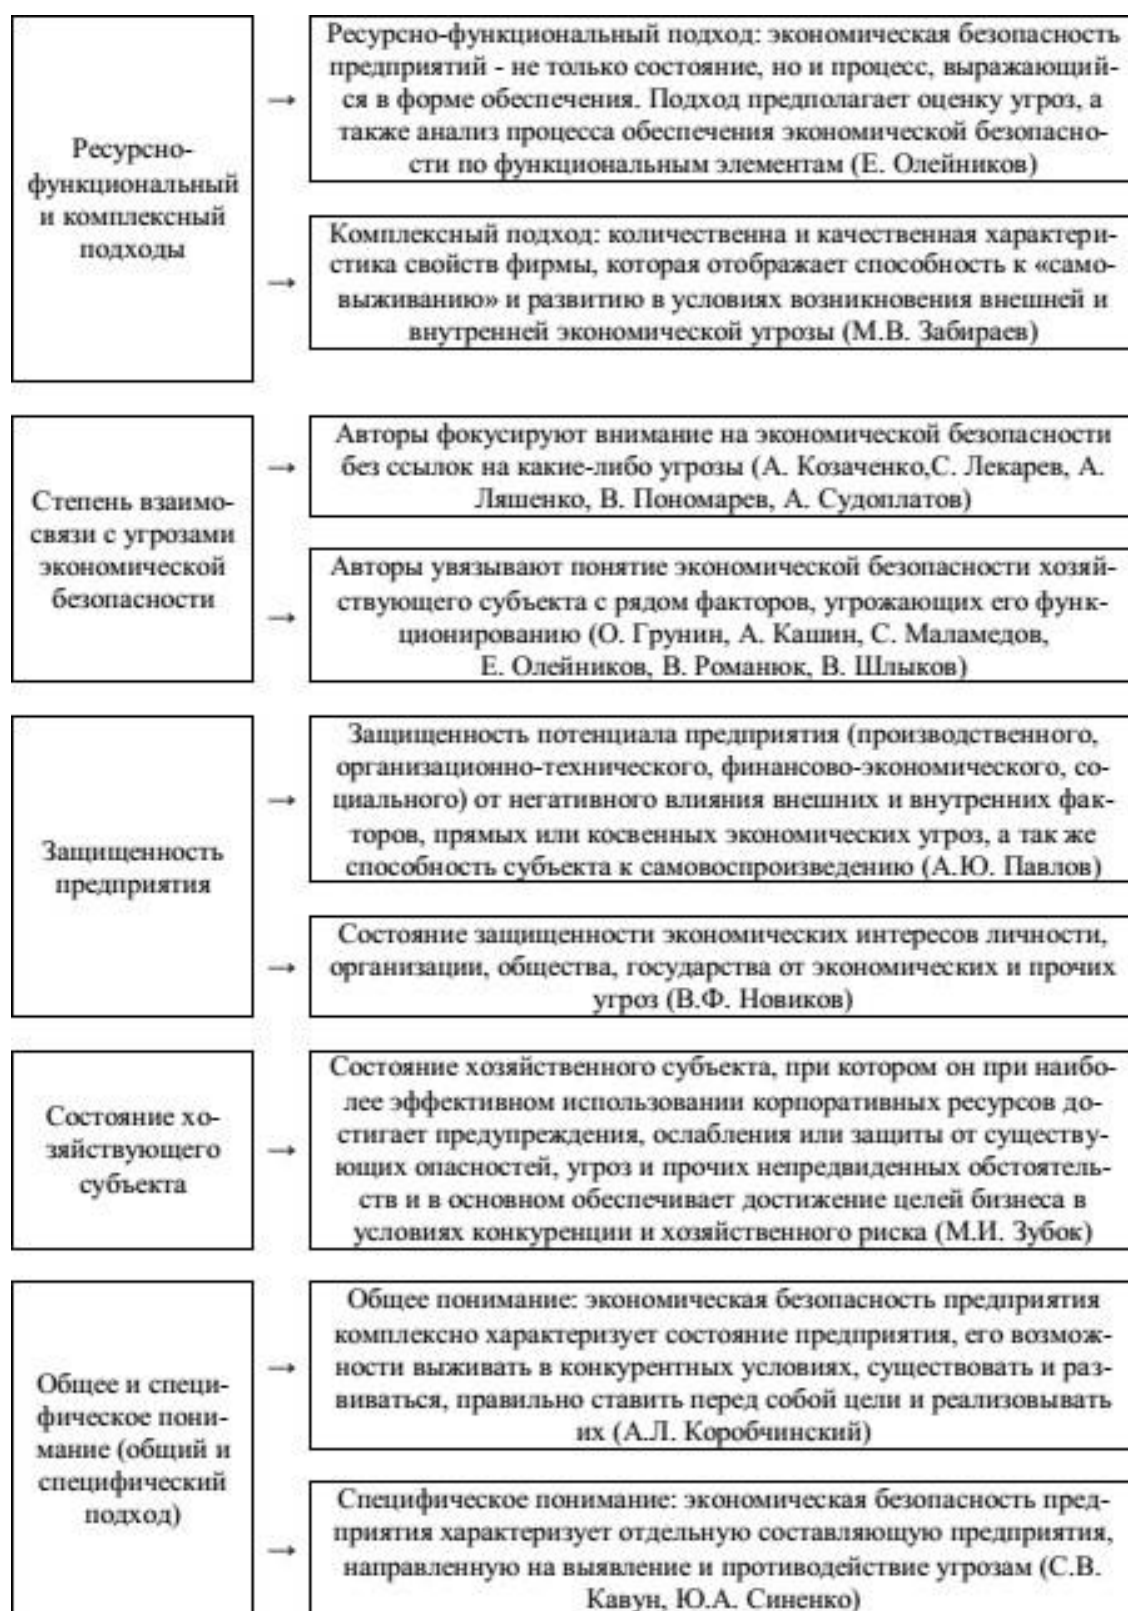 Ресурсно-
функциональный
и комплексный
подходы
→
Ресурсно-функциональный подход: экономическая безопасность
предприятий - не только состояние, но и процесс, выражающий-
ся в форме обеспечения. Подход предполагает оценку угроз, а
также анализ процесса обеспечения экономической безопасно-
сти по функциональным элементам (Е. Олейников)
→
Комплексный подход: количественна и качественная характери-
стика свойств фирмы, которая отображает способность к «само-
выживанию» и развитию в условиях возникновения внешней и
внутренней экономической угрозы (М.В. Забираев)
Степень взаимо-
связи с угрозами
экономической
безопасности
→
Авторы фокусируют внимание на экономической безопасности
без ссылок на какие-либо угрозы (А. Козаченко,С. Лекарев, А.
Ляшенко, В. Пономарев, А. Судоплатов)
→
Авторы увязывают понятие экономической безопасности хозяй-
ствующего субъекта с рядом факторов, угрожающих его функ-
ционированию (О. Грунин, А. Кашин, С. Маламедов,
Е. Олейников, В. Романюк, В. Шлыков)
Защищенность
предприятия
→
Защищенность потенциала предприятия (производственного,
организационно-технического, финансово-экономического, со-
циального) от негативного влияния внешних и внутренних фак-
торов, прямых или косвенных экономических угроз, а так же
способность субъекта к самовоспроизведению (А.Ю. Павлов)
→
Состояние защищенности экономических интересов личности,
организации, общества, государства от экономических и прочих
угроз (В.Ф. Новиков)
Состояние хо-
зяйствующего
субъекта
→
Состояние хозяйственного субъекта, при котором он при наибо-
лее эффективном использовании корпоративных ресурсов до-
стигает предупреждения, ослабления или защиты от существу-
ющих опасностей, угроз и прочих непредвиденных обстоятель-
ств и в основном обеспечивает достижение целей бизнеса в
условиях конкуренции и хозяйственного риска (М.И. Зубок)
Общее и специ-
фическое пони-
мание (общий и
специфический
подход)
→
Общее понимание: экономическая безопасность предприятия
комплексно характеризует состояние предприятия, его возмож-
ности выживать в конкурентных условиях, существовать и раз-
виваться, правильно ставить перед собой цели и реализовывать
их (А.Л. Коробчинский)
→
Специфическое понимание: экономическая безопасность пред-
приятия характеризует отдельную составляющую предприятия,
направленную на выявление и противодействие угрозам (С.В.
Кавун, Ю.А. Синенко)